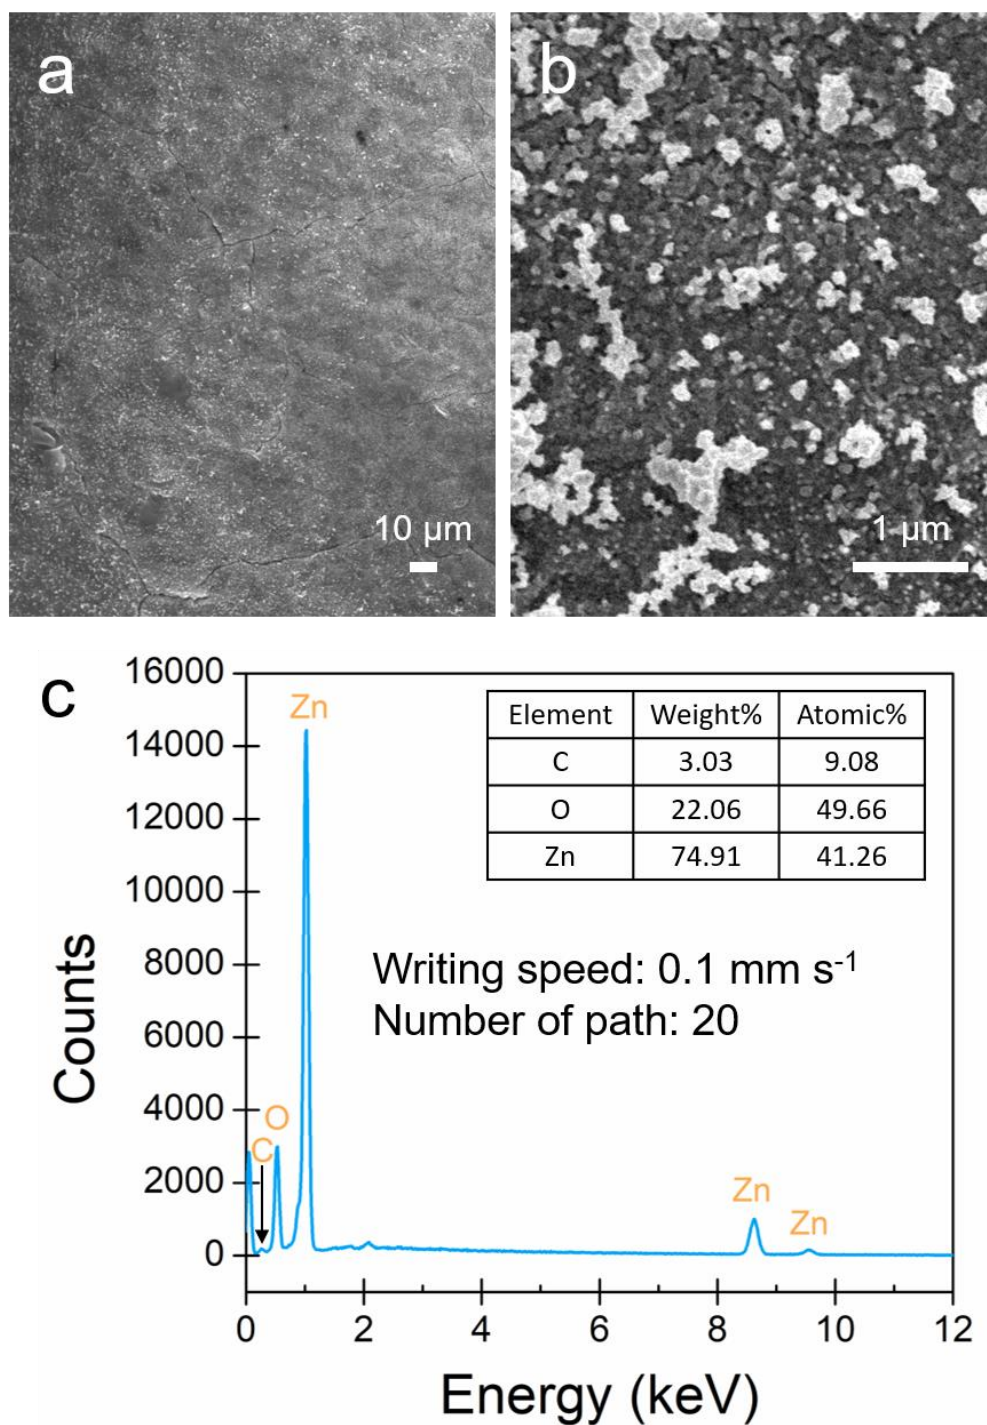 a
b
10 μm
1 μm
c
16000
14000
12000
10000
8000
6000
4000
2000
0
Counts
Zn
O
C
Zn
Zn
Element Weight% Atomic%
C 3.03 9.08
O 22.06 49.66
Zn 74.91 41.26
Writing speed: 0.1 mm s⁻¹
Number of path: 20
0 2 4 6 8 10 12
Energy (keV)